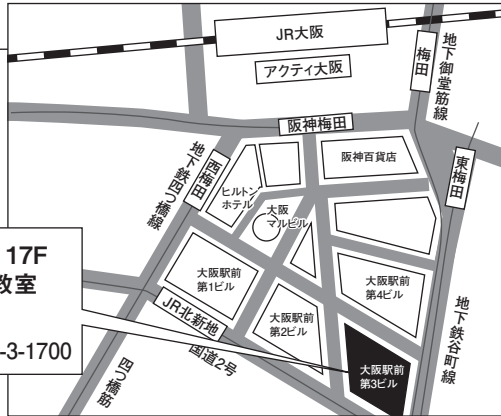 JR大阪
アクティ大阪
梅田
地下御堂筋線
阪神梅田
阪神百貨店
東梅田
西梅田
地下鉄四つ橋線
ヒルトン
ホテル
大阪
マルビル
大阪駅前
第1ビル
大阪駅前
第2ビル
大阪駅前
第4ビル
大阪駅前
第3ビル
JR北新地
国道2号
四つ橋筋
地下鉄谷町線
17F
教室
-3-1700